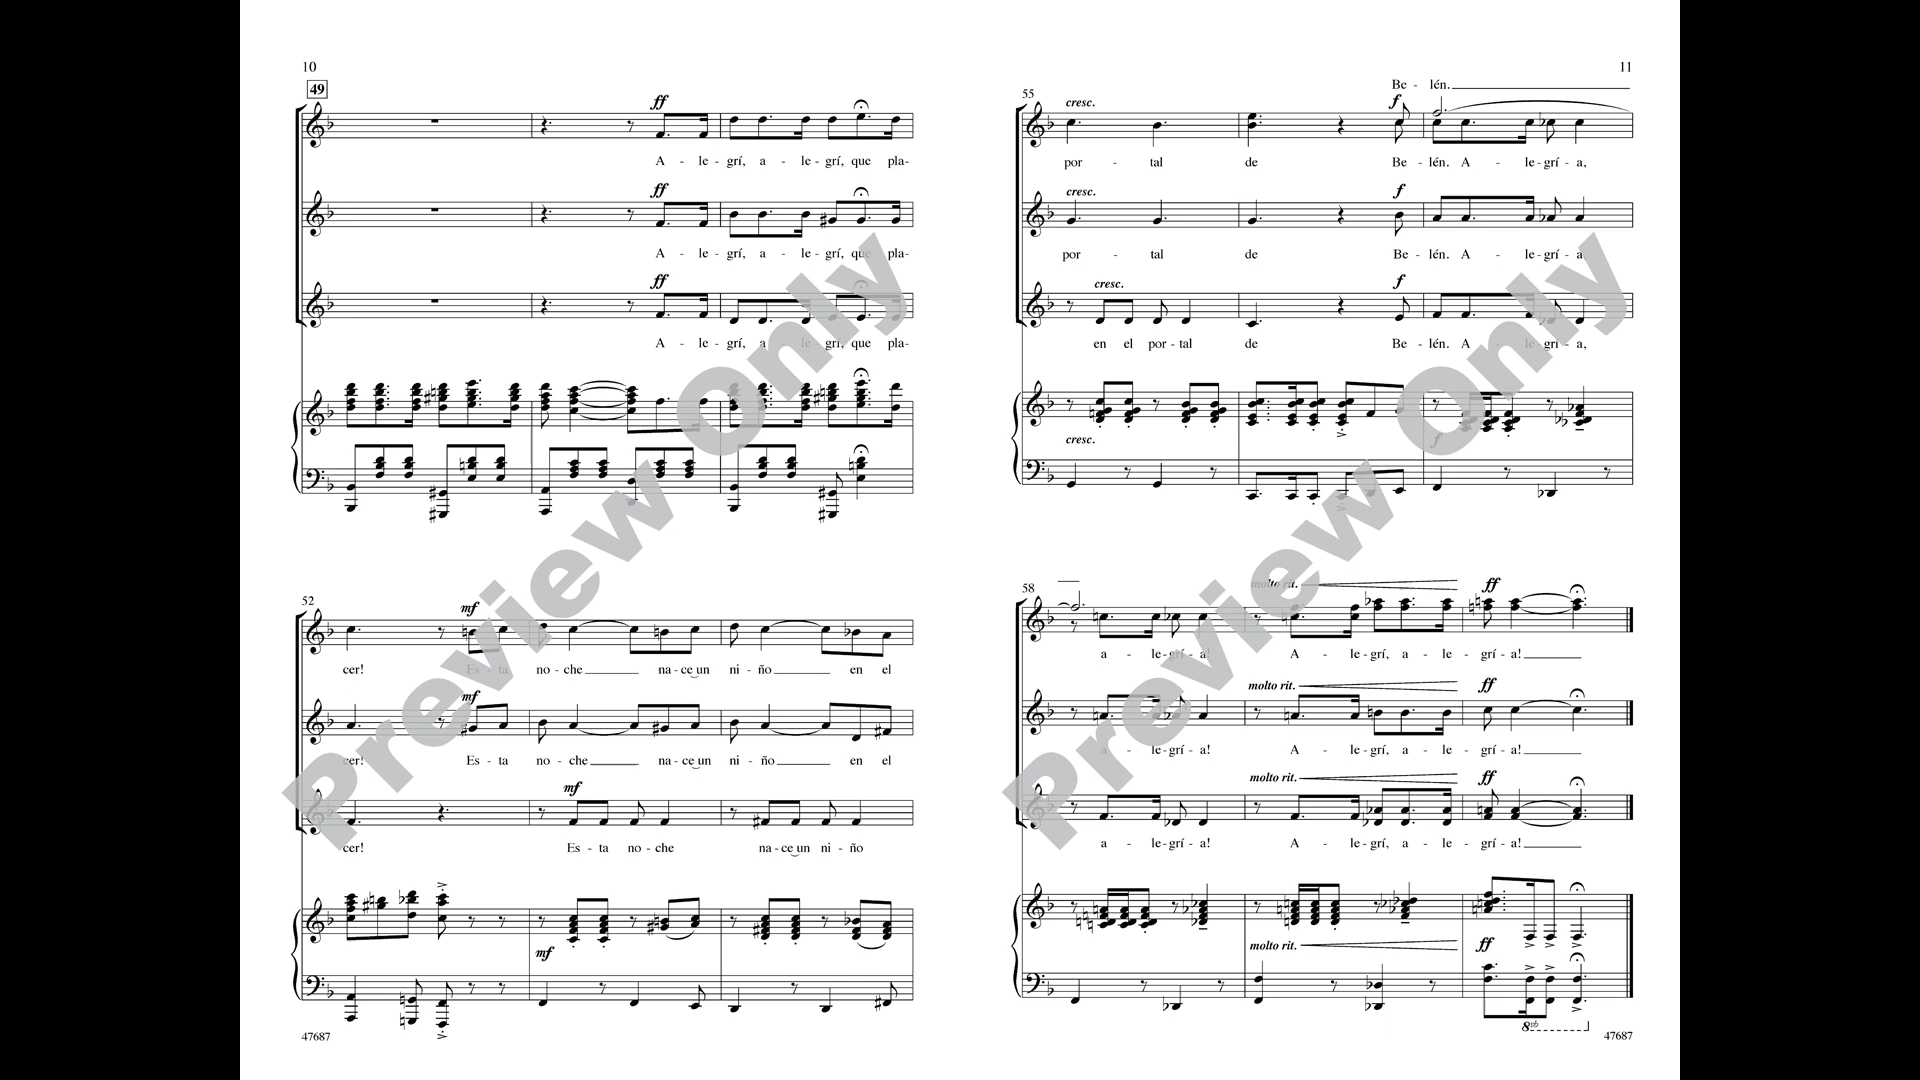 10
49
ff
A - le - grí, a - le - grí, que pla-
ff
A - le - grí, a - le - grí, que pla-
ff
A - le - grí, a - le - grí, que pla-
52
mf
cer! Es - ta no - che na - ce un ni - ño en el
mf
cer! Es - ta no - che na - ce un ni - ño en el
mf
cer! Es - ta no - che na - ce un ni - ño
mf
47687
Preview Only
11
Be - lén.
55
cresc. f
por - tal de Be - lén. A - le - grí - a,
cresc. f
por - tal de Be - lén. A - le - grí - a,
cresc. f
en el por - tal de Be - lén. A - le - grí - a,
cresc. f
58
molto rit. ff
a - le - grí - a! A - le - grí, a - le - grí - a!
molto rit. ff
a - le - grí - a! A - le - grí, a - le - grí - a!
molto rit. ff
a - le - grí - a! A - le - grí, a - le - grí - a!
molto rit. ff
8vb
47687
Preview Only